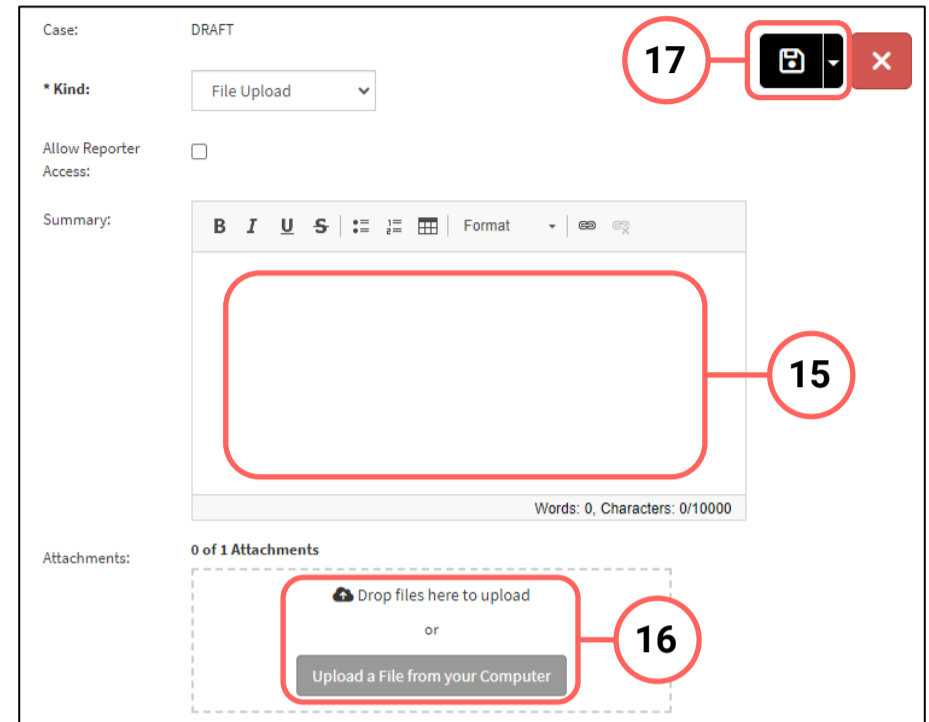 Case: DRAFT
17
* Kind: File Upload
Allow Reporter
Access:
Summary:
B I U S Format
15
Words: 0, Characters: 0/10000
Attachments: 0 of 1 Attachments
Drop files here to upload
or
16
Upload a File from your Computer